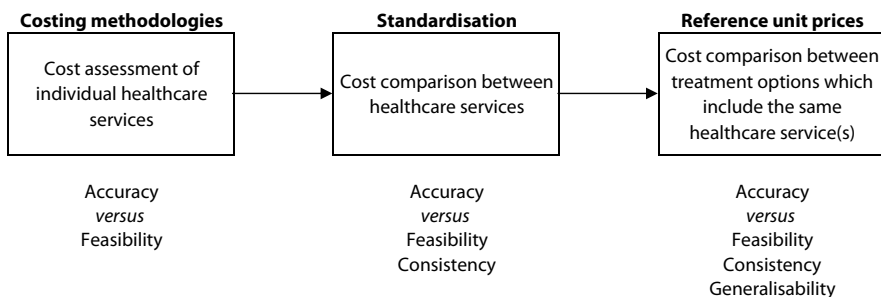 Costing methodologies
Cost assessment of
individual healthcare
services
Accuracy
versus
Feasibility
Standardisation
Cost comparison between
healthcare services
Accuracy
versus
Feasibility
Consistency
Reference unit prices
Cost comparison between
treatment options which
include the same
healthcare service(s)
Accuracy
versus
Feasibility
Consistency
Generalisability